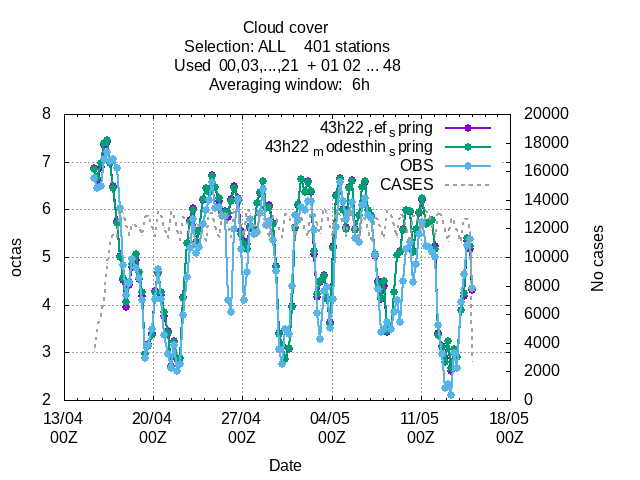 Cloud cover
Selection: ALL    401 stations
Used  00,03,...,21  + 01 02 ... 48
Averaging window:  6h
8
7
6
5
4
3
2
octas
20000
18000
16000
14000
12000
10000
8000
6000
4000
2000
0
No cases
43h22 ref spring
43h22 modesthin spring
OBS
CASES
13/04 20/04 27/04 04/05 11/05 18/05
00Z 00Z 00Z 00Z 00Z 00Z
Date